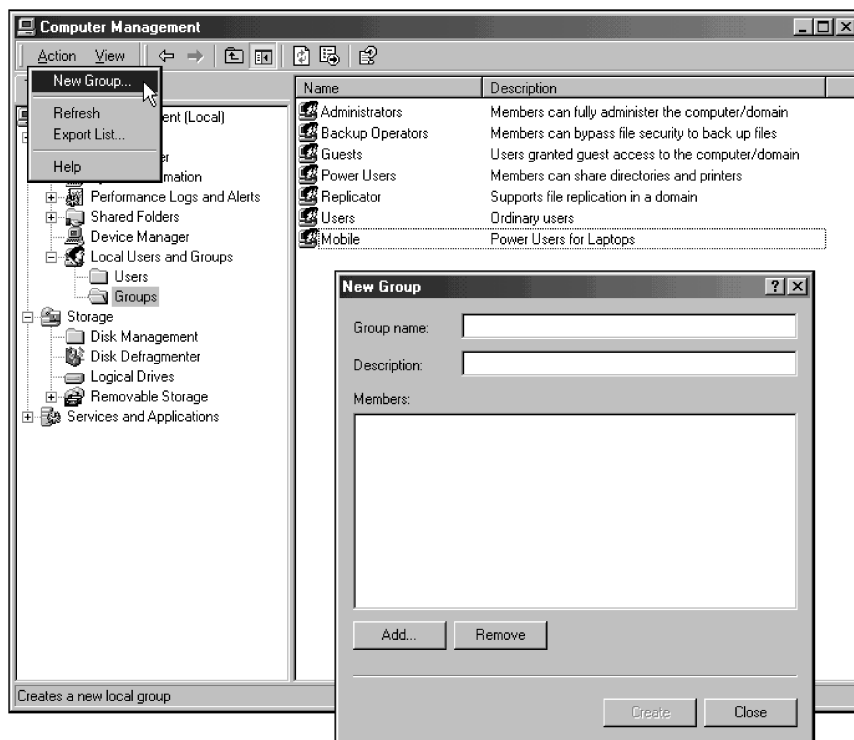 Computer Management
Action View
New Group...
Refresh
Export List...
Help
ent (Local)
er
mation
Performance Logs and Alerts
Shared Folders
Device Manager
Local Users and Groups
Users
Groups
Storage
Disk Management
Disk Defragmenter
Logical Drives
Removable Storage
Services and Applications
Name Description
Administrators Members can fully administer the computer/domain
Backup Operators Members can bypass file security to back up files
Guests Users granted guest access to the computer/domain
Power Users Members can share directories and printers
Replicator Supports file replication in a domain
Users Ordinary users
Mobile Power Users for Laptops
New Group
Group name:
Description:
Members:
Add... Remove
Create Close
Creates a new local group